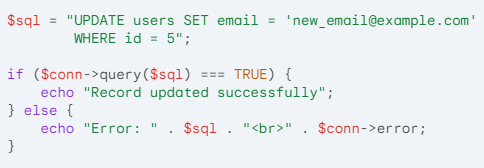 $sql = "UPDATE users SET email = 'new_email@example.com'
        WHERE id = 5";

if ($conn->query($sql) === TRUE) {
    echo "Record updated successfully";
} else {
    echo "Error: " . $sql . "<br>" . $conn->error;
}